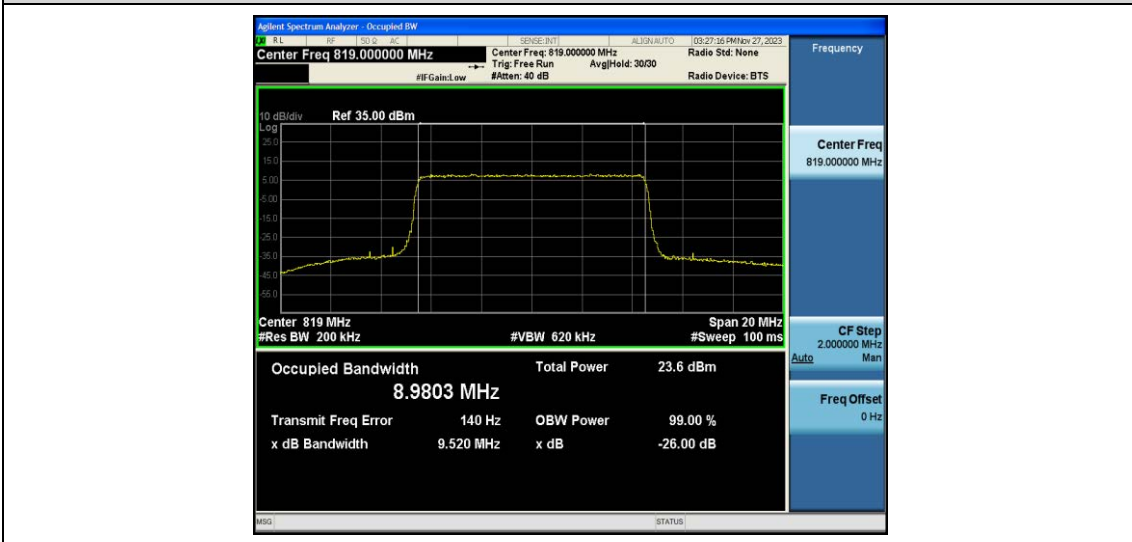 Agilent Spectrum Analyzer - Occupied BW
RL RF 50 Ω AC SENSE:INT ALIGN AUTO 03:27:16 PM Nov 27, 2023
Center Freq 819.000000 MHz
Center Freq: 819.000000 MHz Radio Std: None
Trig: Free Run Avg|Hold: 30/30
#IFGain:Low #Atten: 40 dB Radio Device: BTS
10 dB/div Ref 35.00 dBm
Log
25.0
15.0
5.00
-5.00
-15.0
-25.0
-35.0
-45.0
-55.0
Center 819 MHz Span 20 MHz
#Res BW 200 kHz #VBW 620 kHz #Sweep 100 ms
Occupied Bandwidth Total Power 23.6 dBm
8.9803 MHz
Transmit Freq Error 140 Hz OBW Power 99.00 %
x dB Bandwidth 9.520 MHz x dB -26.00 dB
MSG STATUS
Frequency
Center Freq
819.000000 MHz
CF Step
2.000000 MHz
Auto Man
Freq Offset
0 Hz